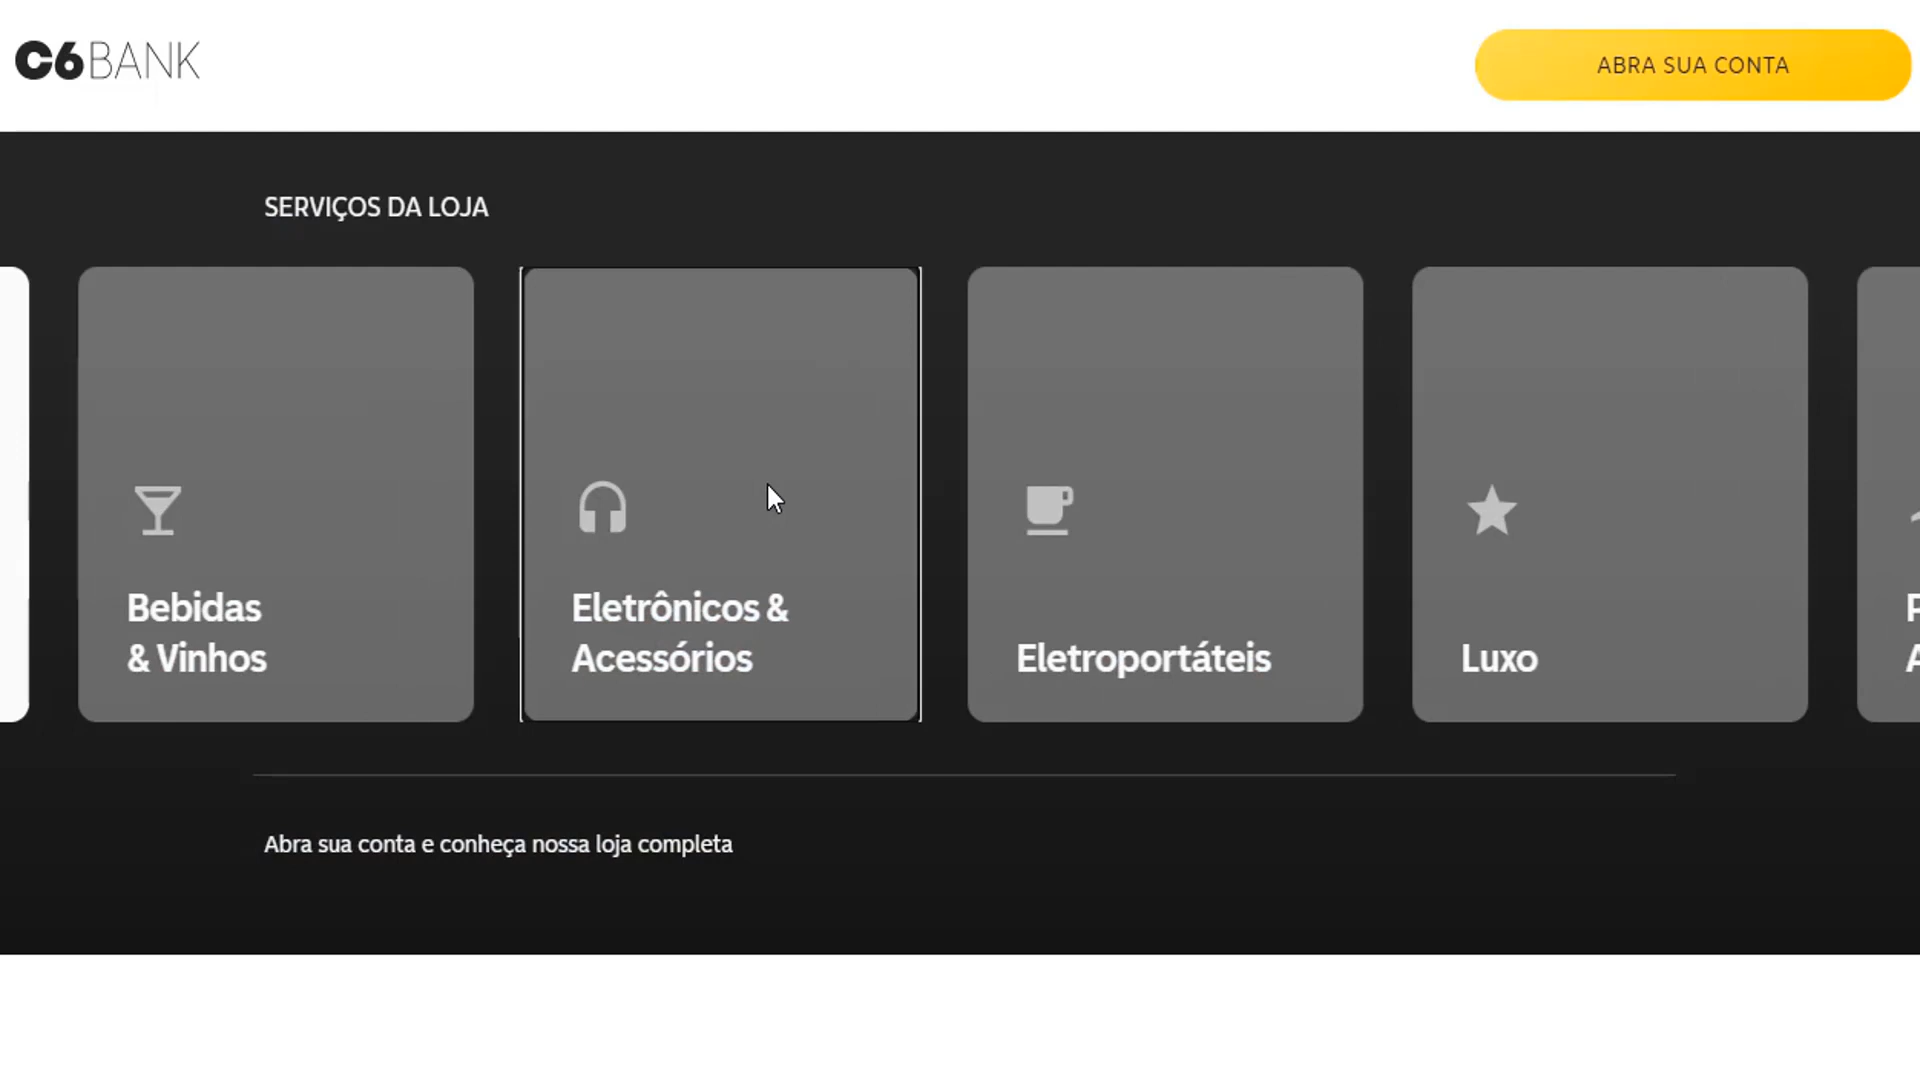 C6BANK
ABRA SUA CONTA
SERVIÇOS DA LOJA
Bebidas
& Vinhos
Eletrônicos &
Acessórios
Eletroportáteis
Luxo
Abra sua conta e conheça nossa loja completa